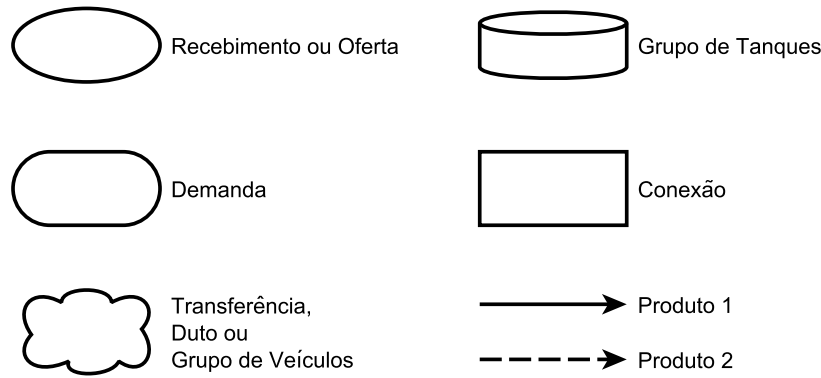 Recebimento ou Oferta
Grupo de Tanques
Demanda
Conexão
Transferência,
Duto ou
Grupo de Veículos
Produto 1
Produto 2